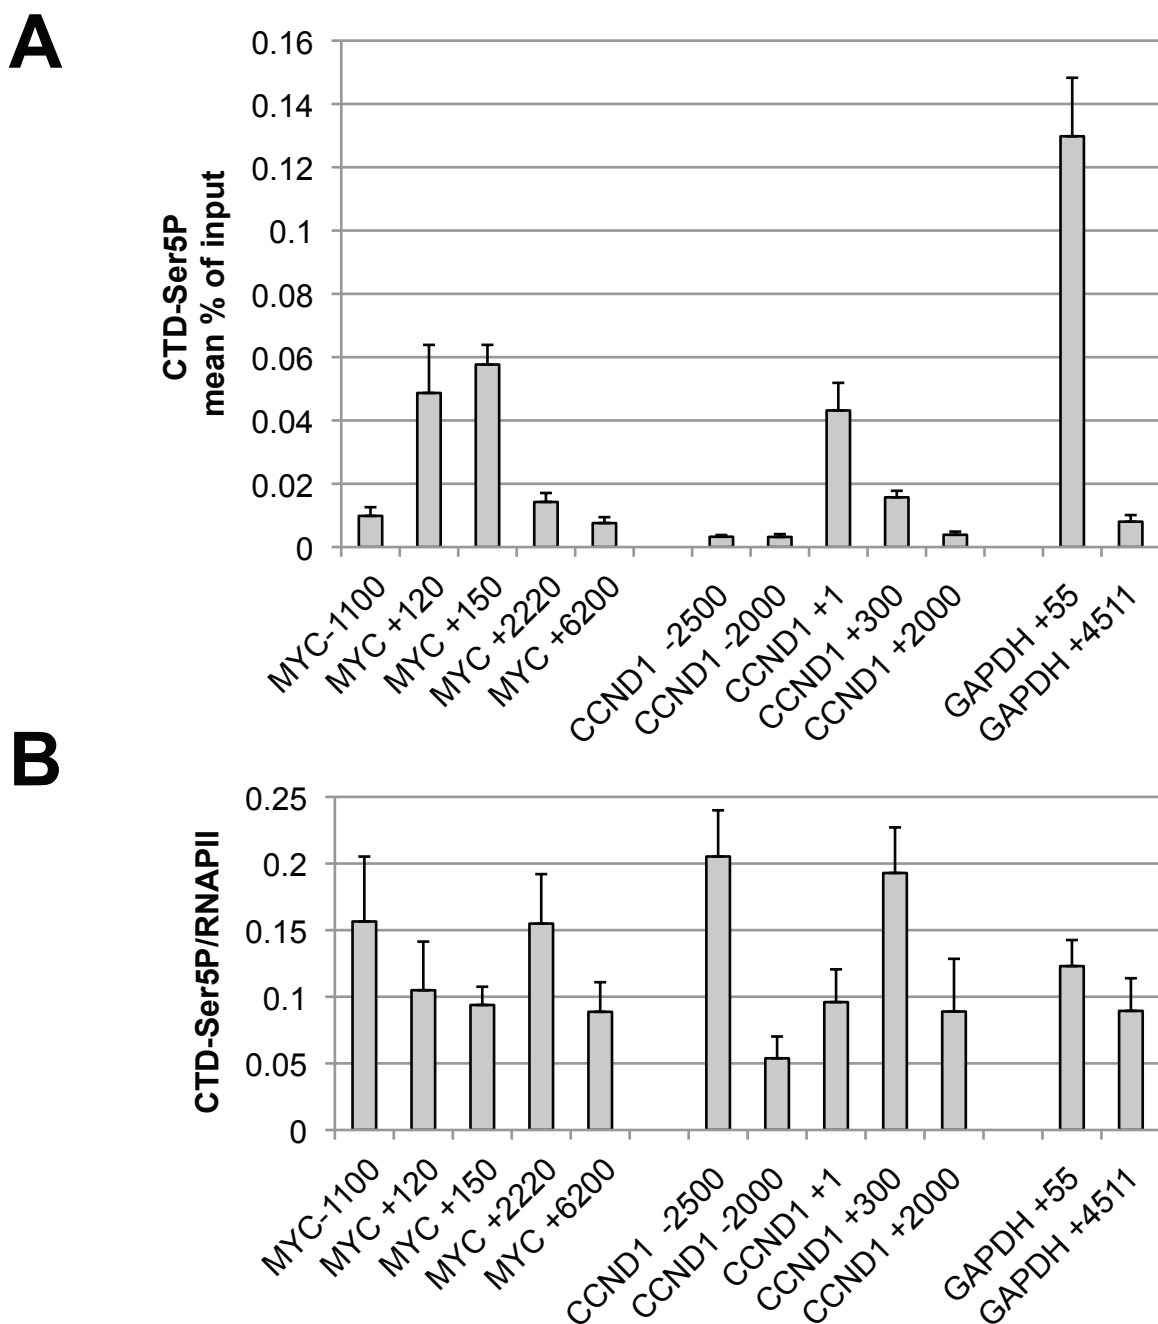 A
0.16
0.14
0.12
0.1
0.08
0.06
0.04
0.02
0
CTD-Ser5P
mean % of input
MYC-1100
MYC +120
MYC +150
MYC +2220
MYC +6200
CCND1 -2500
CCND1 -2000
CCND1 +1
CCND1 +300
CCND1 +2000
GAPDH +55
GAPDH +4511
B
0.25
0.2
0.15
0.1
0.05
0
CTD-Ser5P/RNAPII
MYC-1100
MYC +120
MYC +150
MYC +2220
MYC +6200
CCND1 -2500
CCND1 -2000
CCND1 +1
CCND1 +300
CCND1 +2000
GAPDH +55
GAPDH +4511